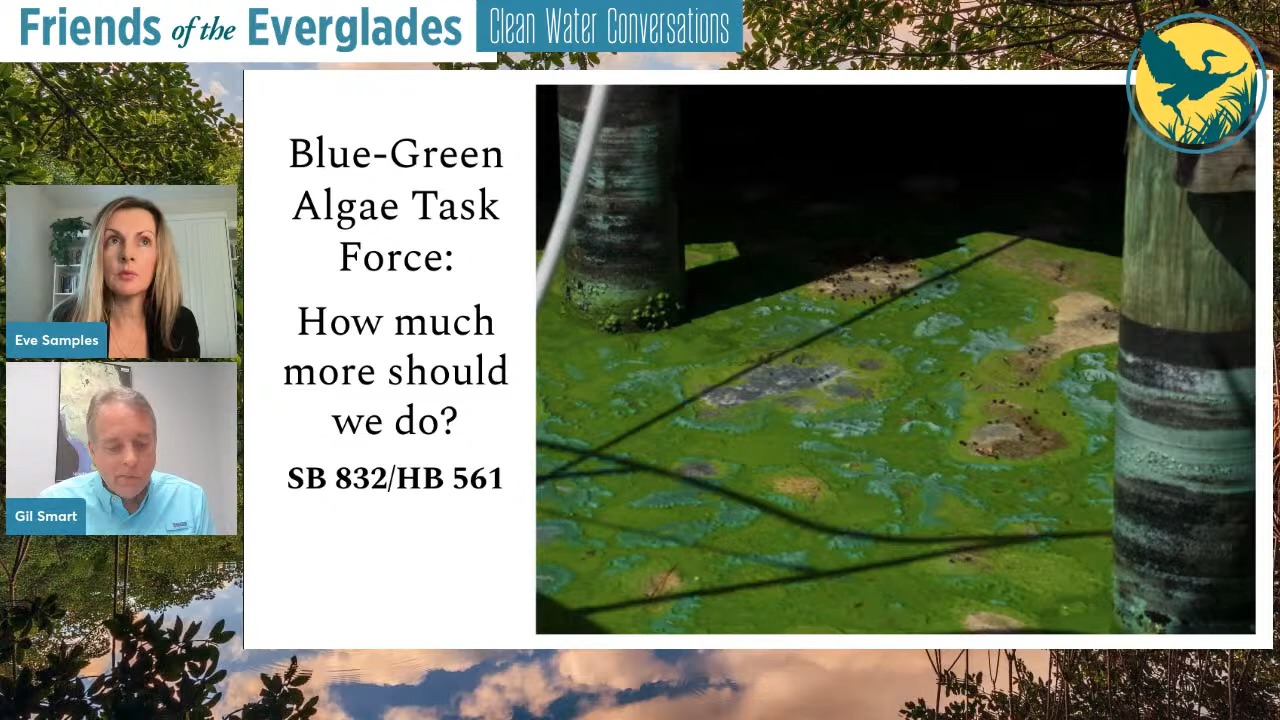 Friends of the Everglades
Clean Water Conversations
Blue-Green
Algae Task
Force:
How much
more should
we do?
SB 832/HB 561
Eve Samples
Gil Smart